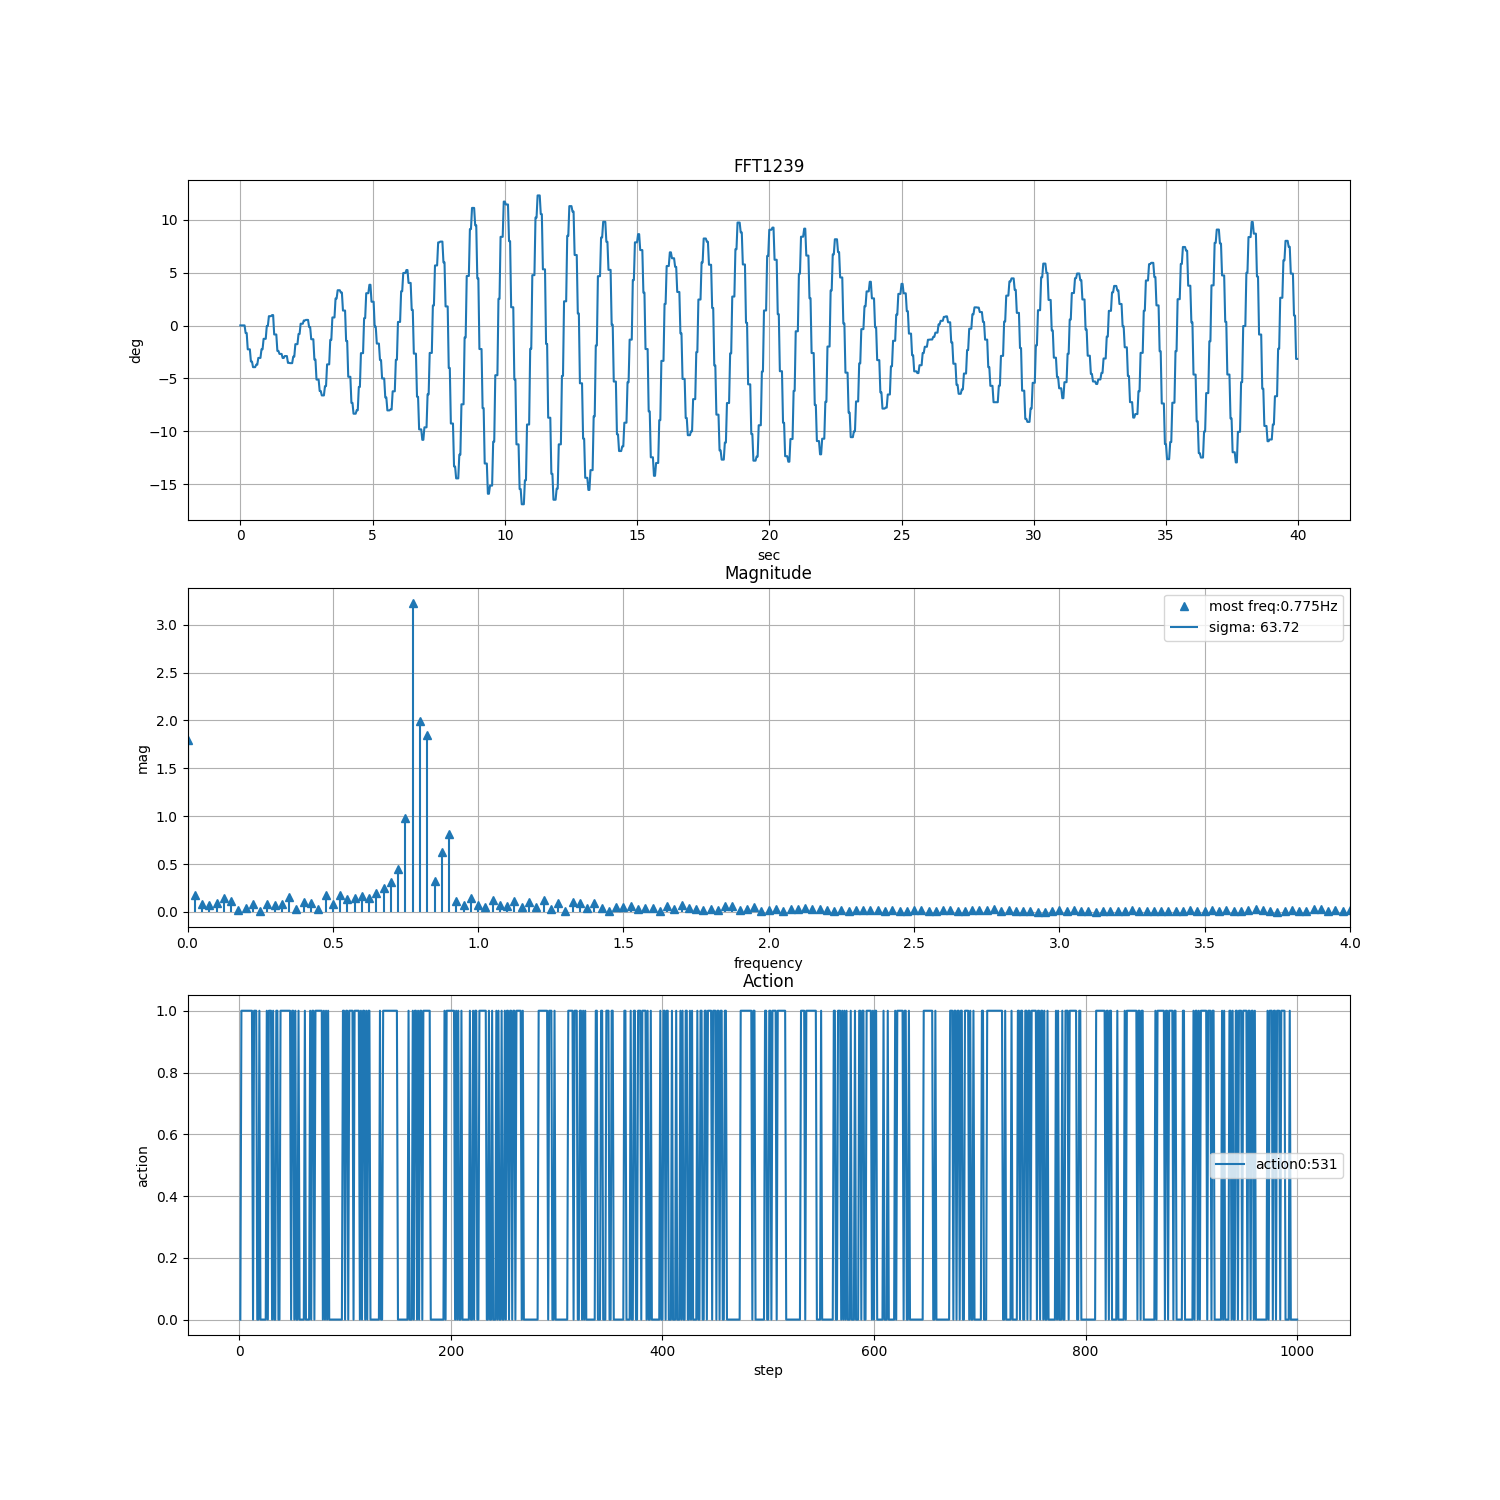 FFT1239
10
5
0
−5
−10
−15
deg
0 5 10 15 20 25 30 35 40
sec
Magnitude
most freq:0.775Hz
sigma: 63.72
3.0
2.5
2.0
1.5
1.0
0.5
0.0
mag
0.0 0.5 1.0 1.5 2.0 2.5 3.0 3.5 4.0
frequency
Action
1.0
0.8
0.6
0.4
0.2
0.0
action
action0:531
0 200 400 600 800 1000
step